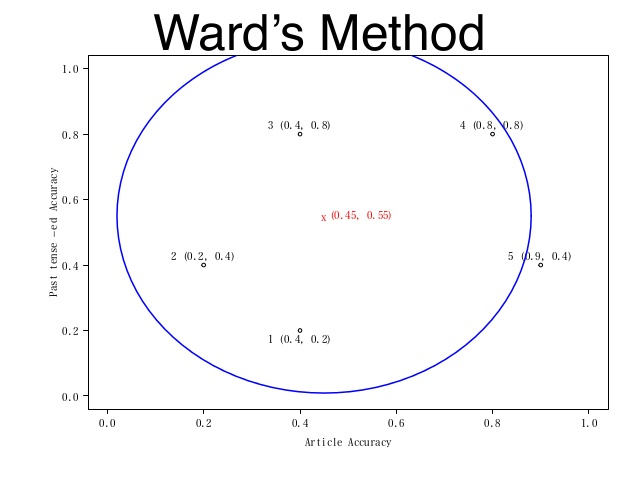 Ward's Method
1.0
0.8
0.6
0.4
0.2
0.0
Past tense -ed Accuracy
3 (0.4, 0.8)
4 (0.8, 0.8)
x (0.45, 0.55)
2 (0.2, 0.4)
5 (0.9, 0.4)
1 (0.4, 0.2)
0.0 0.2 0.4 0.6 0.8 1.0
Article Accuracy